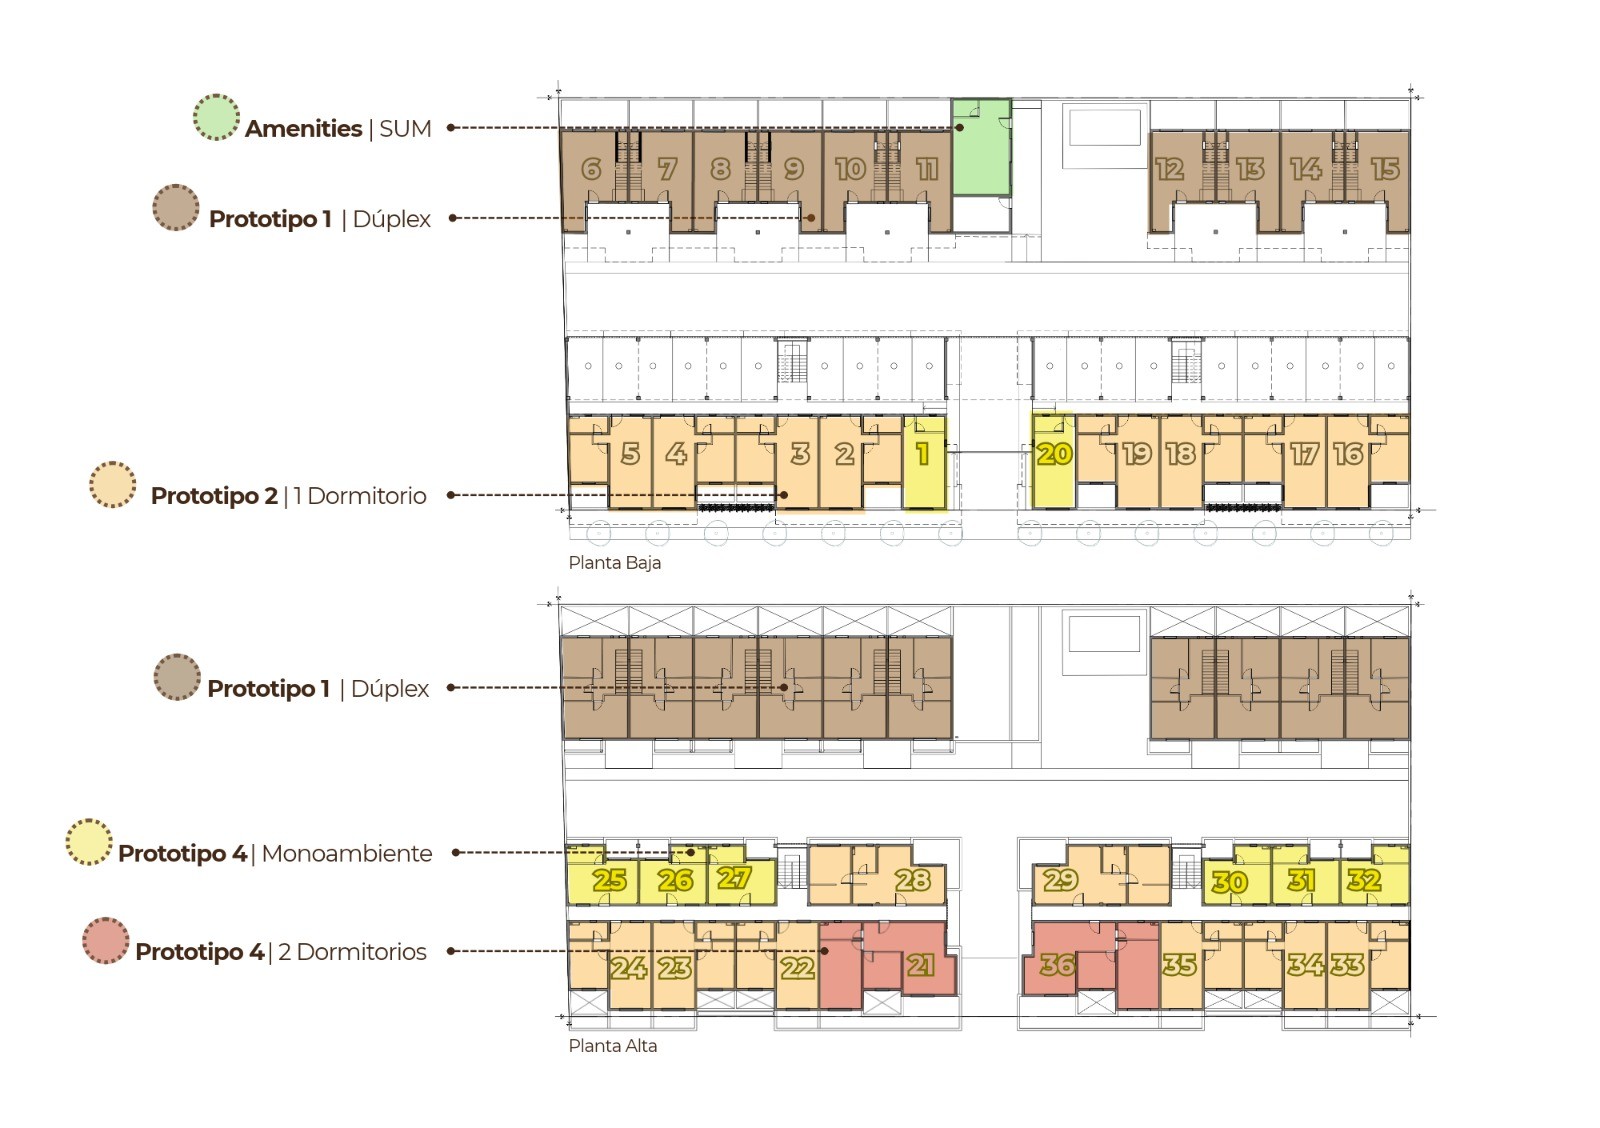 Amenities | SUM
6 7 8 9 10 11 12 13 14 15
Prototipo 1 | Dúplex
5 4 3 2 1 20 19 18 17 16
Prototipo 2 | 1 Dormitorio
Planta Baja
Prototipo 1 | Dúplex
Prototipo 4 | Monoambiente
25 26 27 28 29 30 31 32
Prototipo 4 | 2 Dormitorios
24 23 22 21 36 35 34 33
Planta Alta